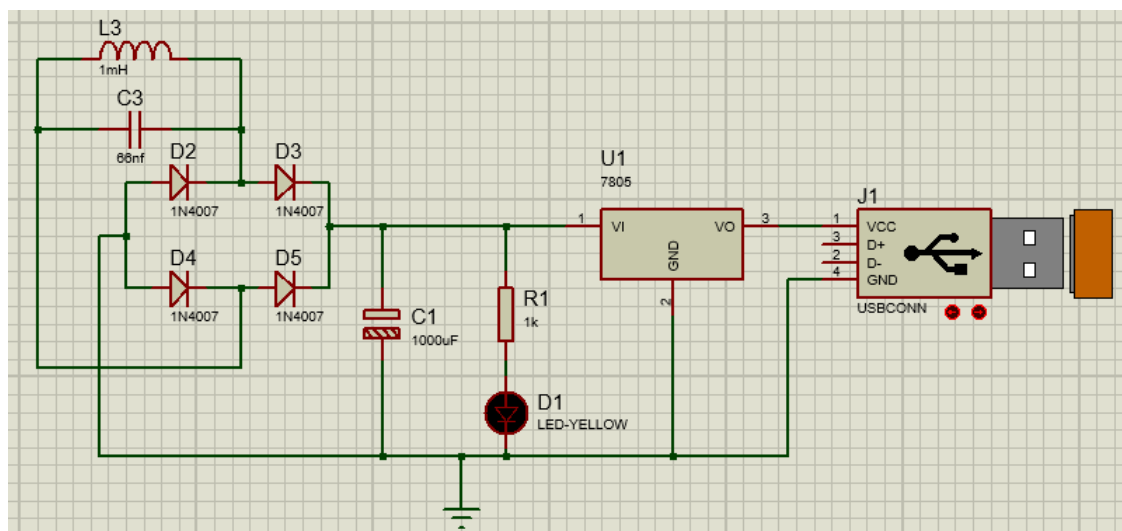 L3
1mH
C3
66nf
D2
1N4007
D3
1N4007
D4
1N4007
D5
1N4007
C1
1000uF
R1
1k
D1
LED-YELLOW
U1
7805
1
VI
VO
3
GND
2
J1
1
VCC
3
D+
2
D-
4
GND
USBCONN